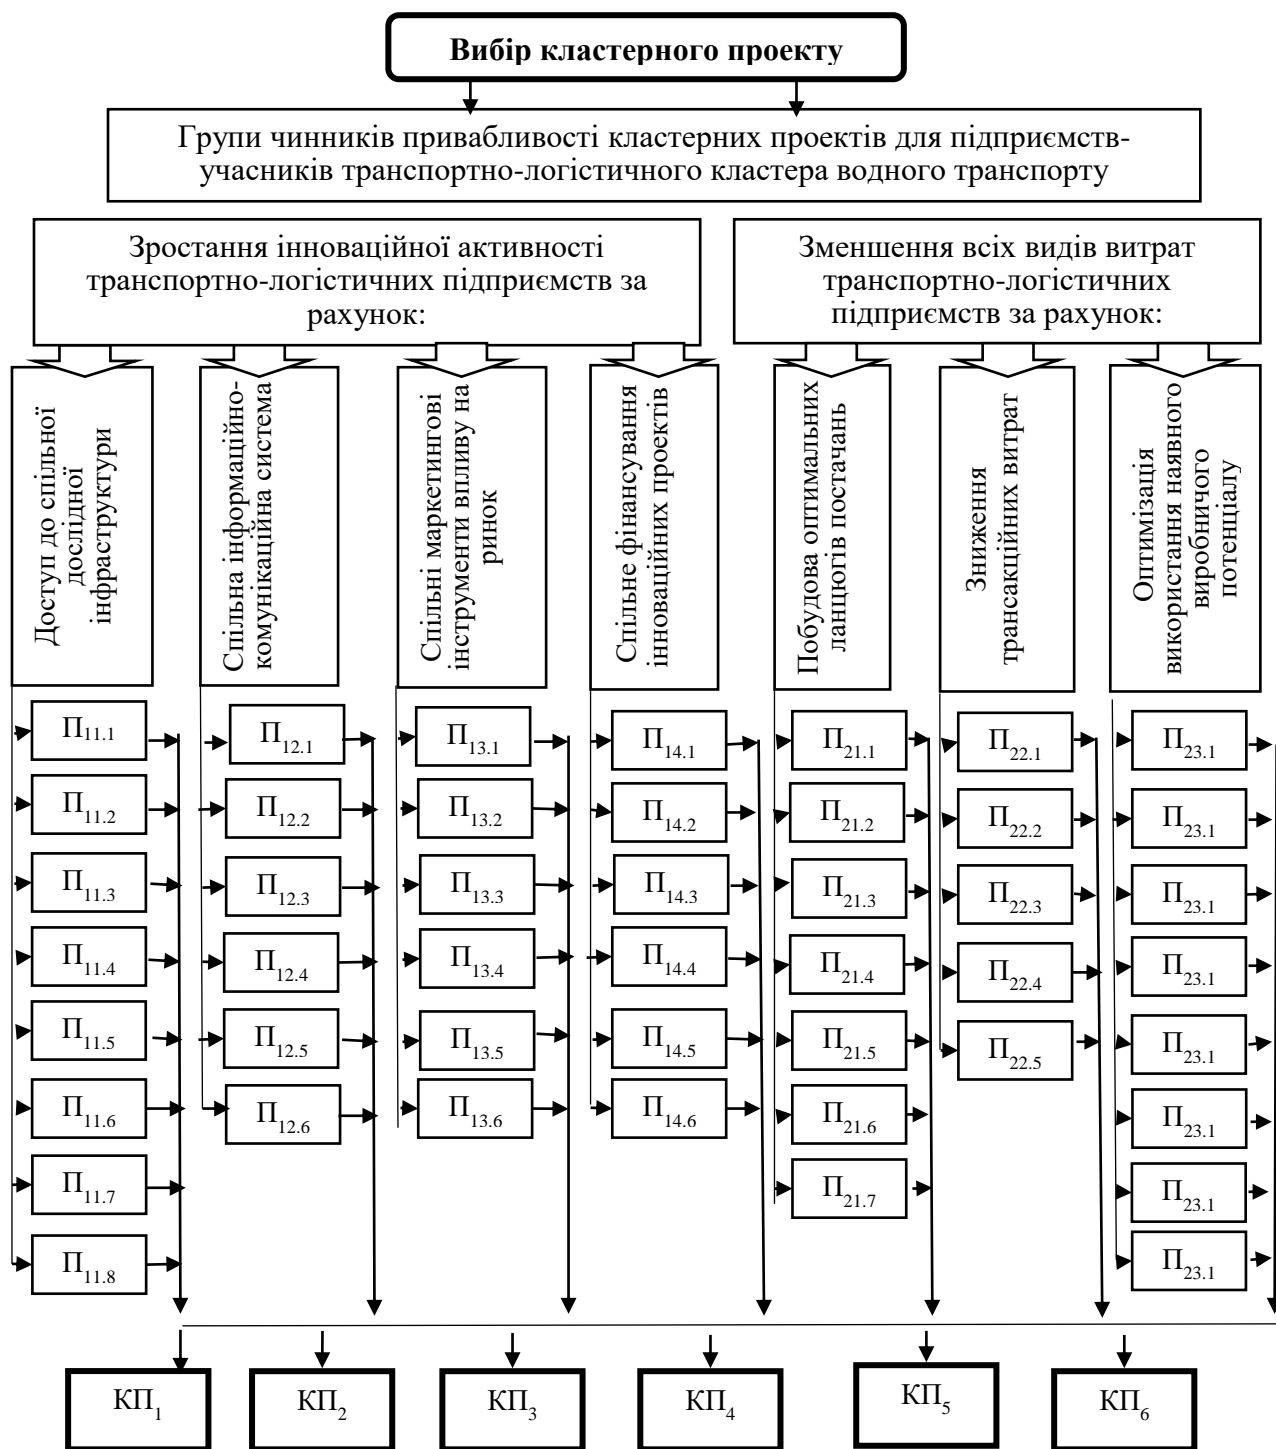 Вибір кластерного проекту
Групи чинників привабливості кластерних проектів для підприємств-
учасників транспортно-логістичного кластера водного транспорту
Зростання інноваційної активності
транспортно-логістичних підприємств за
рахунок:
Зменшення всіх видів витрат
транспортно-логістичних
підприємств за рахунок:
Доступ до спільної
дослідної
інфраструктури
Спільна інформаційно-
комунікаційна система
Спільні маркетингові
інструменти впливу на
ринок
Спільне фінансування
інноваційних проектів
Побудова оптимальних
ланцюгів постачань
Зниження
трансакційних витрат
Оптимізація
використання наявного
виробничого
потенціалу
П11.1
П11.2
П11.3
П11.4
П11.5
П11.6
П11.7
П11.8
П12.1
П12.2
П12.3
П12.4
П12.5
П12.6
П13.1
П13.2
П13.3
П13.4
П13.5
П13.6
П14.1
П14.2
П14.3
П14.4
П14.5
П14.6
П21.1
П21.2
П21.3
П21.4
П21.5
П21.6
П21.7
П22.1
П22.2
П22.3
П22.4
П22.5
П23.1
П23.1
П23.1
П23.1
П23.1
П23.1
П23.1
П23.1
КП1
КП2
КП3
КП4
КП5
КП6